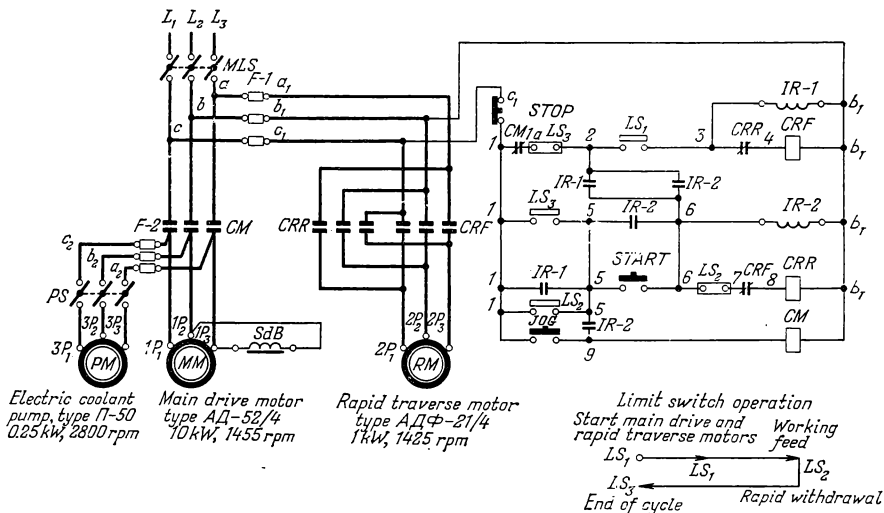 L₁ L₂ L₃
MLS
a F-1 a₁
b b₁
c c₁
c₁
STOP
IR-1
1 CM 1a LS₃ 2 LS₁ 3 CRR 4 CRF b₁
b₁
IR-1 IR-2
1 LS₃ 5 IR-2 6 IR-2 b₁
F-2 CM CRR CRF
c₂
b₂
a₂
PS
IR-1 5 START 6 LS₂ 7 CRF 8 CRR b₁
1 LS₂ 5
1 JOG IR-2 CM
9
3P₁ 3P₂ 3P₃
1P₁ 1P₂ 1P₃ SdB
2P₁ 2P₂ 2P₃
PM MM RM
Electric coolant
pump, type П-50
0.25 kW, 2800 rpm
Main drive motor
type АД-52/4
10 kW, 1455 rpm
Rapid traverse motor
type АДФ-21/4
1 kW, 1425 rpm
Limit switch operation
Start main drive and
rapid traverse motors
Working
feed
LS₁
LS₁
LS₂
LS₃
End of cycle
Rapid withdrawal